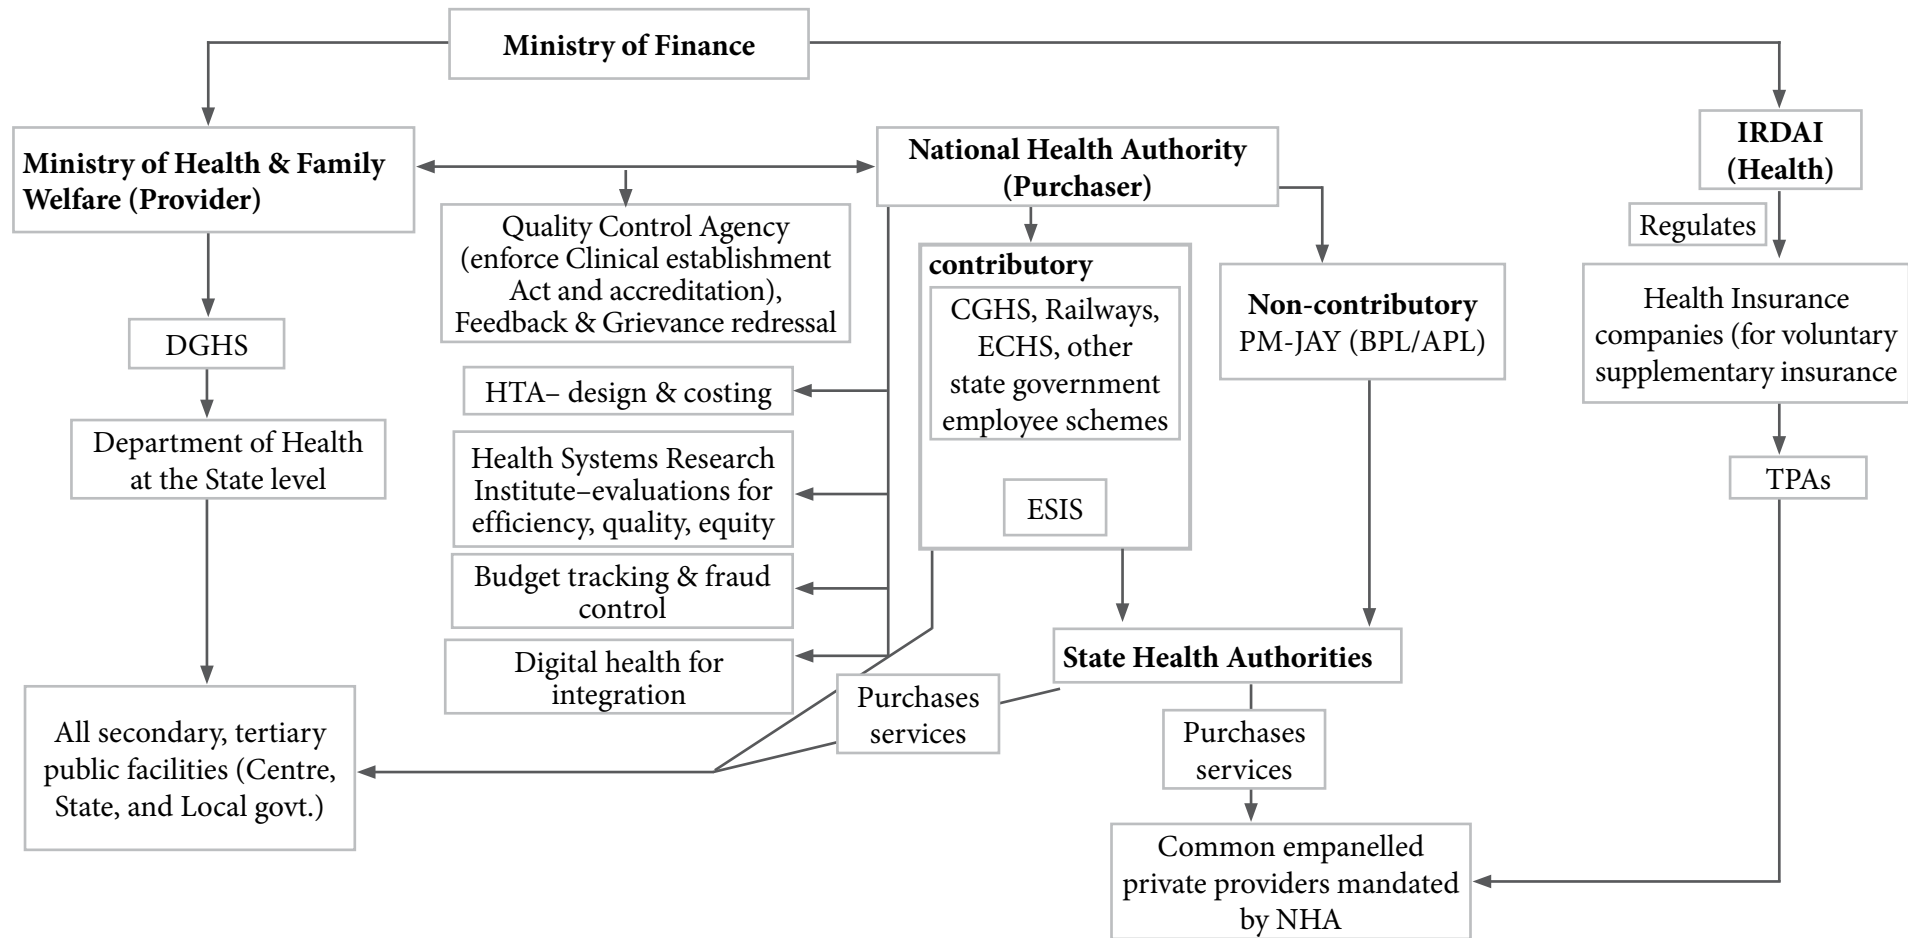 Ministry of Finance
Ministry of Health & Family
Welfare (Provider)
National Health Authority
(Purchaser)
IRDAI
(Health)
Regulates
Quality Control Agency
(enforce Clinical establishment
Act and accreditation),
Feedback & Grievance redressal
contributory
CGHS, Railways,
ECHS, other
state government
employee schemes
ESIS
Non-contributory
PM-JAY (BPL/APL)
Health Insurance
companies (for voluntary
supplementary insurance
DGHS
HTA– design & costing
Department of Health
at the State level
Health Systems Research
Institute–evaluations for
efficiency, quality, equity
TPAs
Budget tracking & fraud
control
Digital health for
integration
State Health Authorities
Purchases
services
Purchases
services
All secondary, tertiary
public facilities (Centre,
State, and Local govt.)
Common empanelled
private providers mandated
by NHA